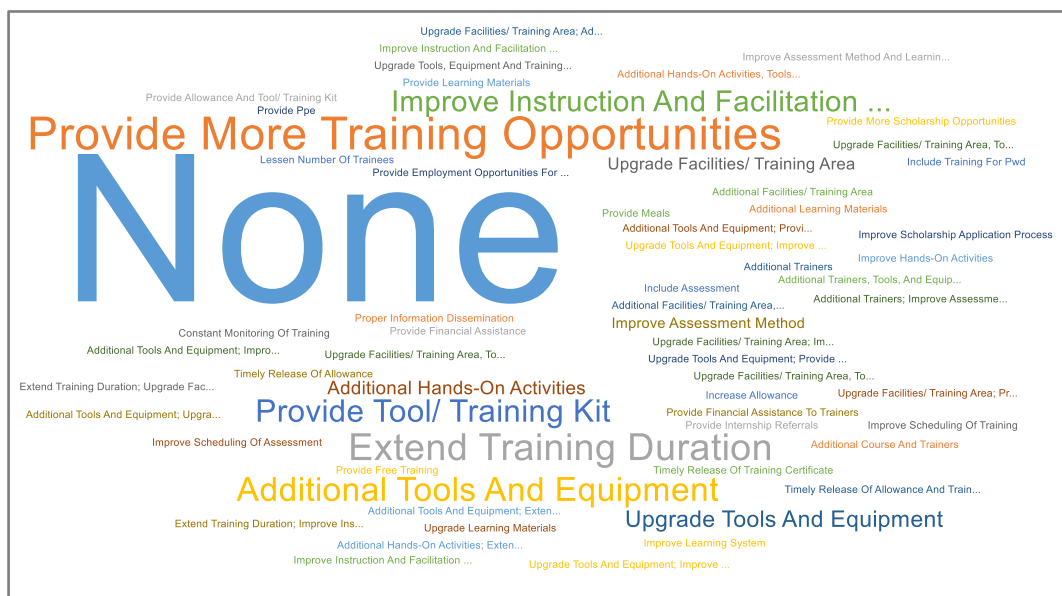 Upgrade Facilities/ Training Area; Ad...
Improve Instruction And Facilitation ...
Improve Assessment Method And Learnin...
Upgrade Tools, Equipment And Training...
Additional Hands-On Activities, Tools...
Provide Learning Materials
Provide Allowance And Tool/ Training Kit
Improve Instruction And Facilitation ...
Provide Ppe
Provide More Scholarship Opportunities
Provide More Training Opportunities
Upgrade Facilities/ Training Area, To...
Lessen Number Of Trainees
Upgrade Facilities/ Training Area
Include Training For Pwd
Provide Employment Opportunities For ...
None
Additional Facilities/ Training Area
Provide Meals
Additional Learning Materials
Additional Tools And Equipment; Provi...
Improve Scholarship Application Process
Upgrade Tools And Equipment; Improve ...
Improve Hands-On Activities
Additional Trainers
Additional Trainers, Tools, And Equip...
Include Assessment
Additional Trainers; Improve Assessme...
Additional Facilities/ Training Area,...
Proper Information Dissemination
Improve Assessment Method
Constant Monitoring Of Training
Provide Financial Assistance
Upgrade Facilities/ Training Area; Im...
Additional Tools And Equipment; Impro...
Upgrade Facilities/ Training Area, To...
Upgrade Tools And Equipment; Provide ...
Timely Release Of Allowance
Upgrade Facilities/ Training Area, To...
Extend Training Duration; Upgrade Fac...
Additional Hands-On Activities
Increase Allowance
Upgrade Facilities/ Training Area; Pr...
Additional Tools And Equipment; Upgra...
Provide Tool/ Training Kit
Provide Financial Assistance To Trainers
Provide Internship Referrals
Improve Scheduling Of Training
Improve Scheduling Of Assessment
Extend Training Duration
Additional Course And Trainers
Provide Free Training
Timely Release Of Training Certificate
Additional Tools And Equipment
Timely Release Of Allowance And Train...
Additional Tools And Equipment; Exten...
Extend Training Duration; Improve Ins...
Upgrade Learning Materials
Upgrade Tools And Equipment
Additional Hands-On Activities; Exten...
Improve Learning System
Improve Instruction And Facilitation ...
Upgrade Tools And Equipment; Improve ...